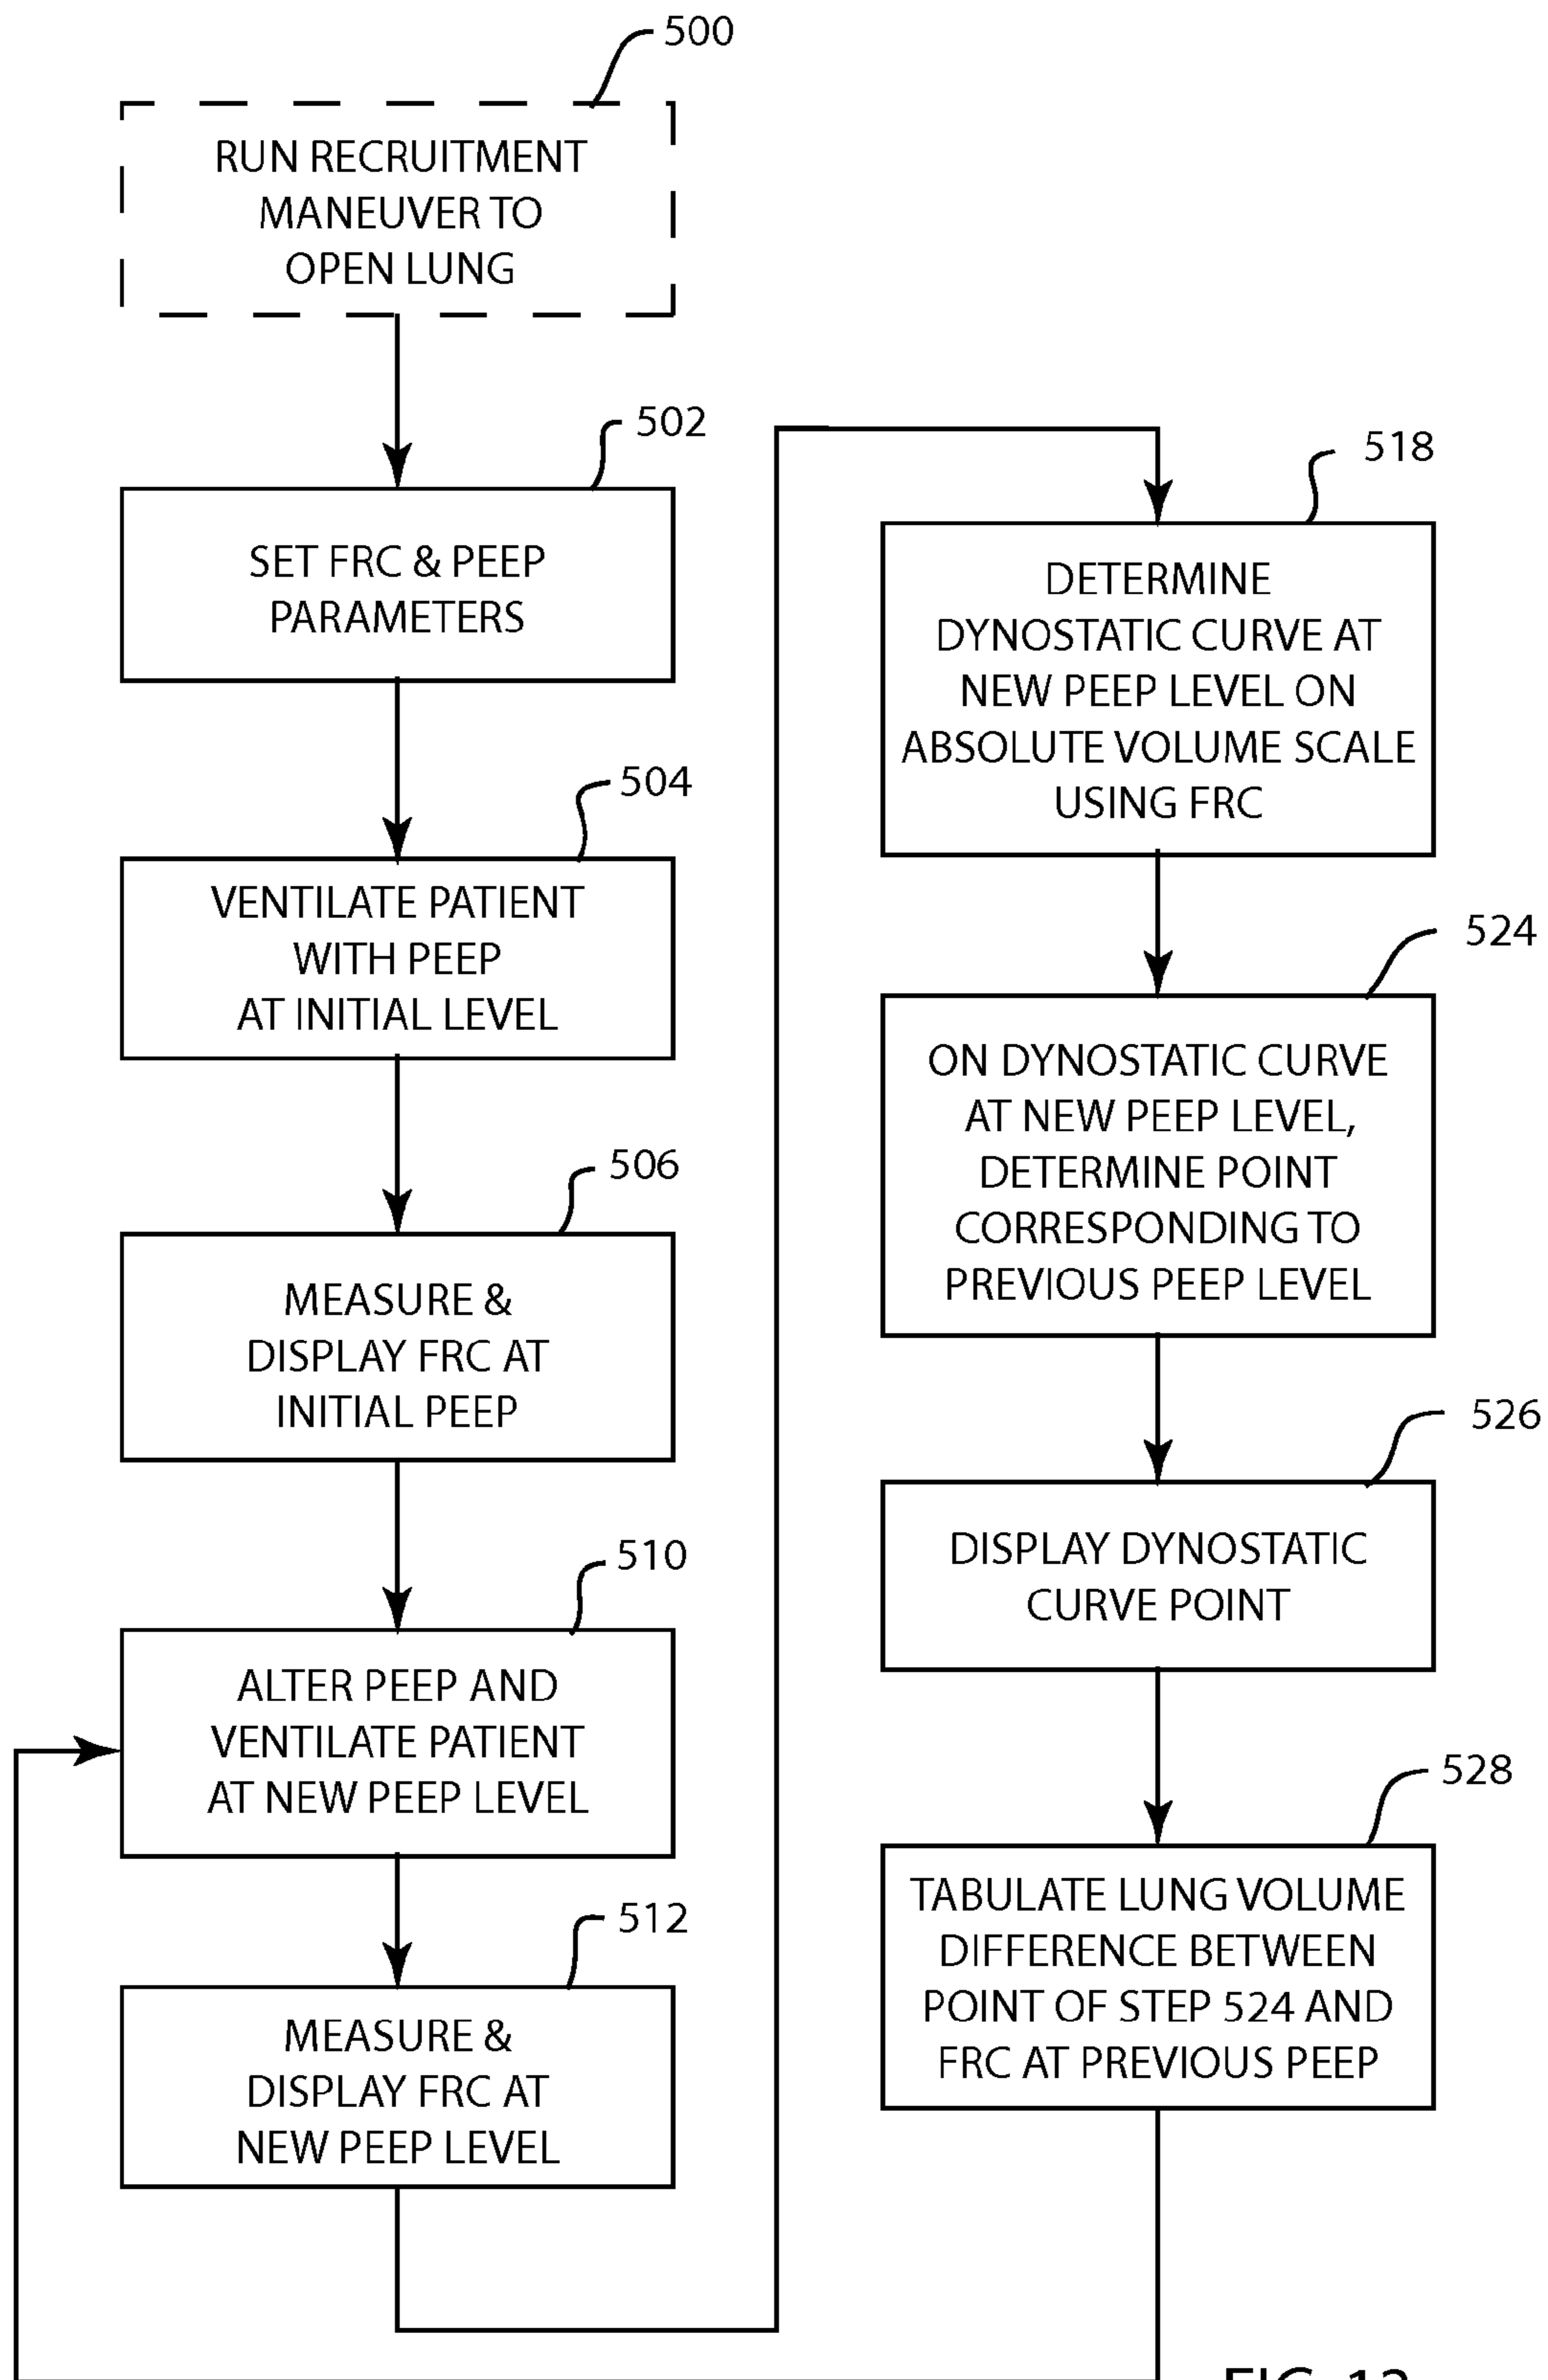 500
RUN RECRUITMENT
MANEUVER TO
OPEN LUNG
502
SET FRC & PEEP
PARAMETERS
504
VENTILATE PATIENT
WITH PEEP
AT INITIAL LEVEL
506
MEASURE &
DISPLAY FRC AT
INITIAL PEEP
510
ALTER PEEP AND
VENTILATE PATIENT
AT NEW PEEP LEVEL
512
MEASURE &
DISPLAY FRC AT
NEW PEEP LEVEL
518
DETERMINE
DYNOSTATIC CURVE AT
NEW PEEP LEVEL ON
ABSOLUTE VOLUME SCALE
USING FRC
524
ON DYNOSTATIC CURVE
AT NEW PEEP LEVEL,
DETERMINE POINT
CORRESPONDING TO
PREVIOUS PEEP LEVEL
526
DISPLAY DYNOSTATIC
CURVE POINT
528
TABULATE LUNG VOLUME
DIFFERENCE BETWEEN
POINT OF STEP 524 AND
FRC AT PREVIOUS PEEP